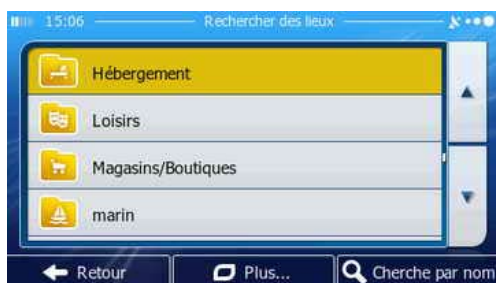 15:06 Rechercher des lieux
Hébergement
Loisirs
Magasins/Boutiques
marin
Retour Plus... Cherche par nom